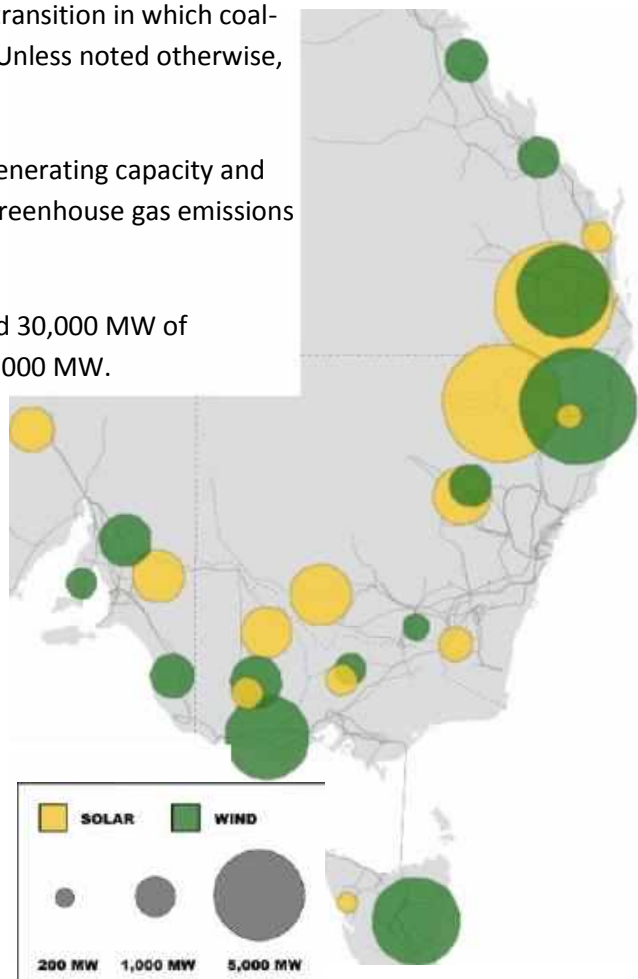 transition in which coal-
Unless noted otherwise,
enerating capacity and
reenhouse gas emissions
d 30,000 MW of
000 MW.
SOLAR WIND
200 MW 1,000 MW 5,000 MW